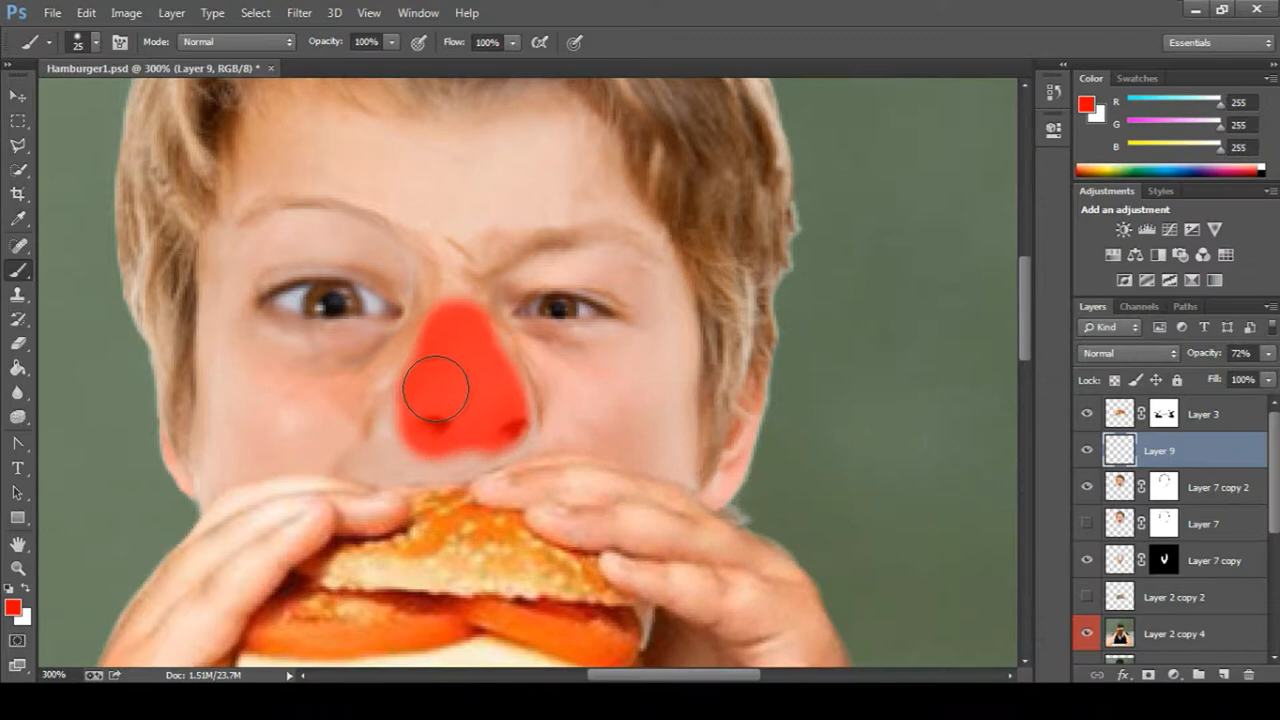 Ps File Edit Image Layer Type Select Filter 3D View Window Help
25 Mode: Normal Opacity: 100% Flow: 100% Essentials
Hamburger1.psd @ 300% (Layer 9, RGB/8) * ×
Color Swatches
R 255
G 255
B 255
Adjustments Styles
Add an adjustment
Layers Channels Paths
Kind
Normal Opacity: 72%
Lock: Fill: 100%
Layer 3
Layer 9
Layer 7 copy 2
Layer 7
Layer 7 copy
Layer 2 copy 2
Layer 2 copy 4
300% Doc: 1.51M/23.7M